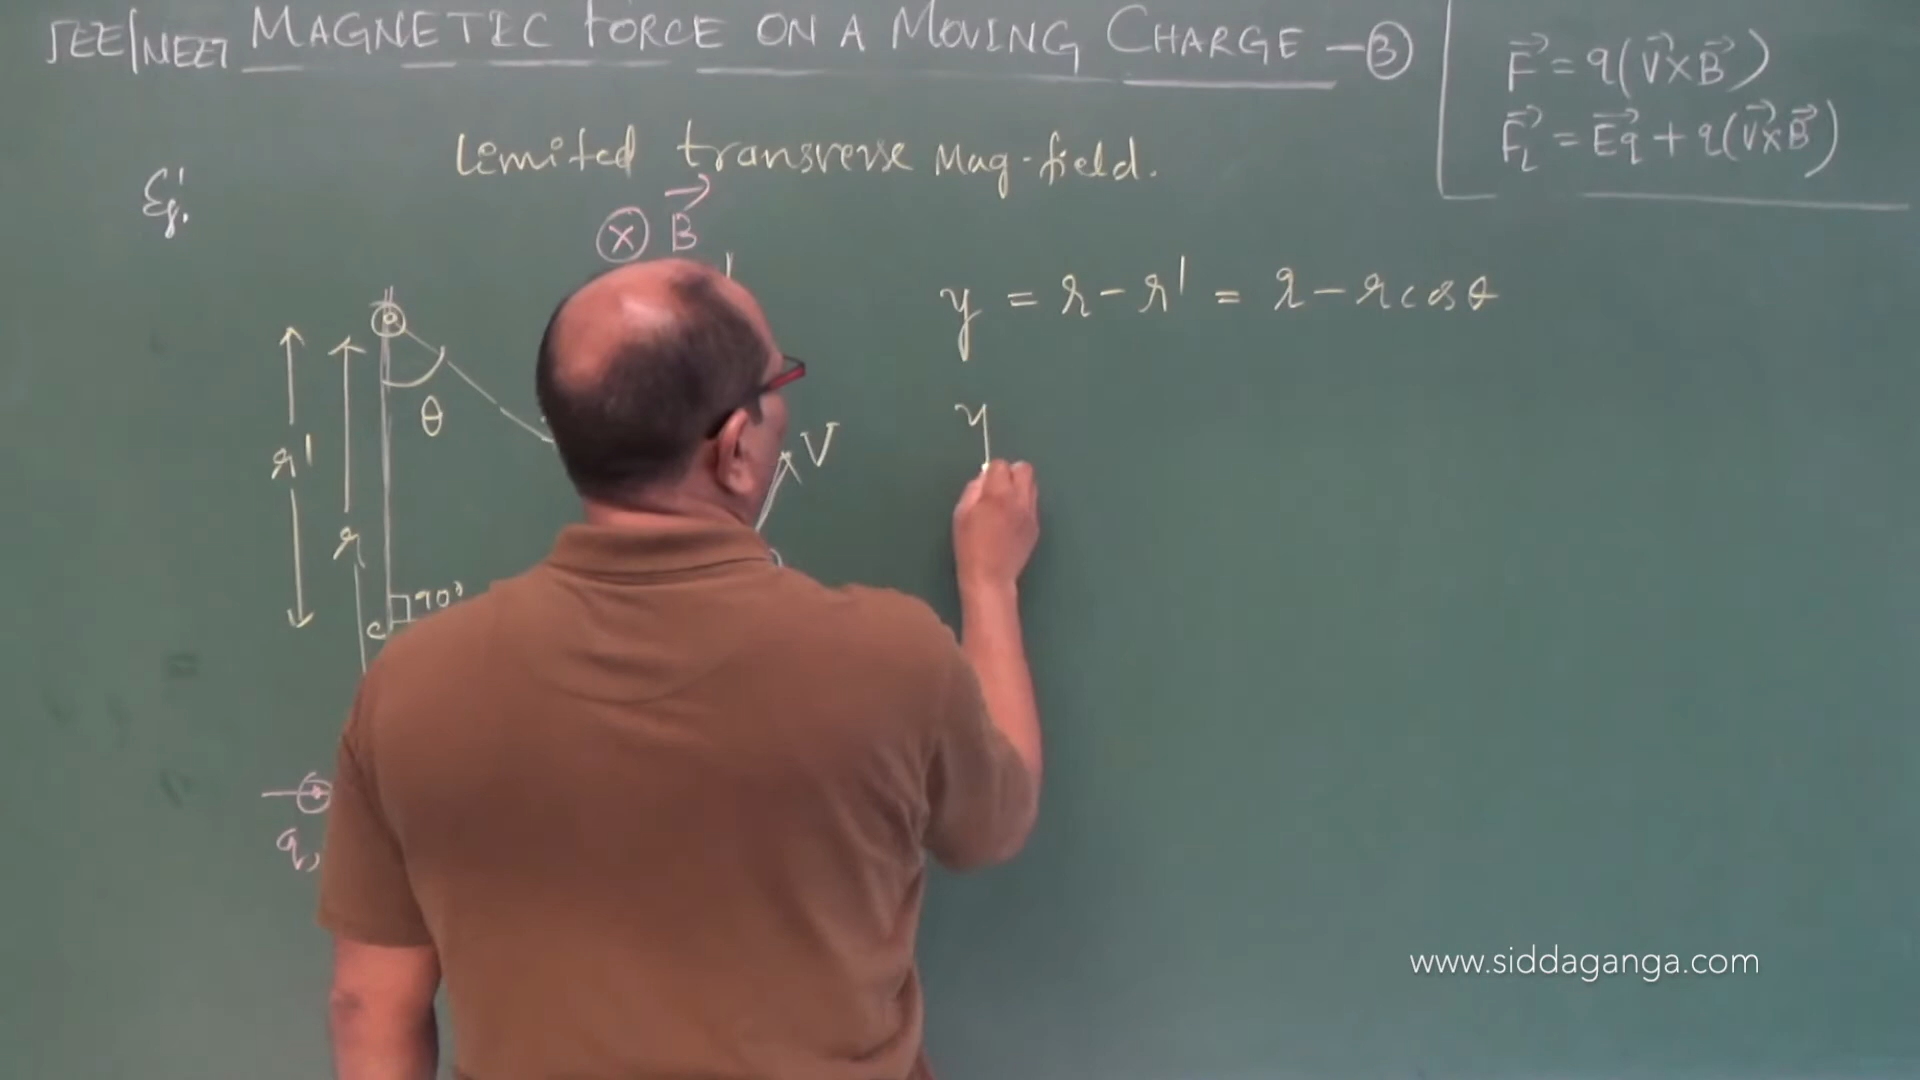 JEE/NEET MAGNETIC FORCE ON A MOVING CHARGE - ③
F⃗ = q(V⃗×B⃗)
F⃗L = E⃗q + q(V⃗×B⃗)
Limited transverse Mag-field.
Eg:
ⓧ B⃗
y = r - r' = r - r cos θ
θ
V
r'
r
90°
C
y
q,
www.siddaganga.com